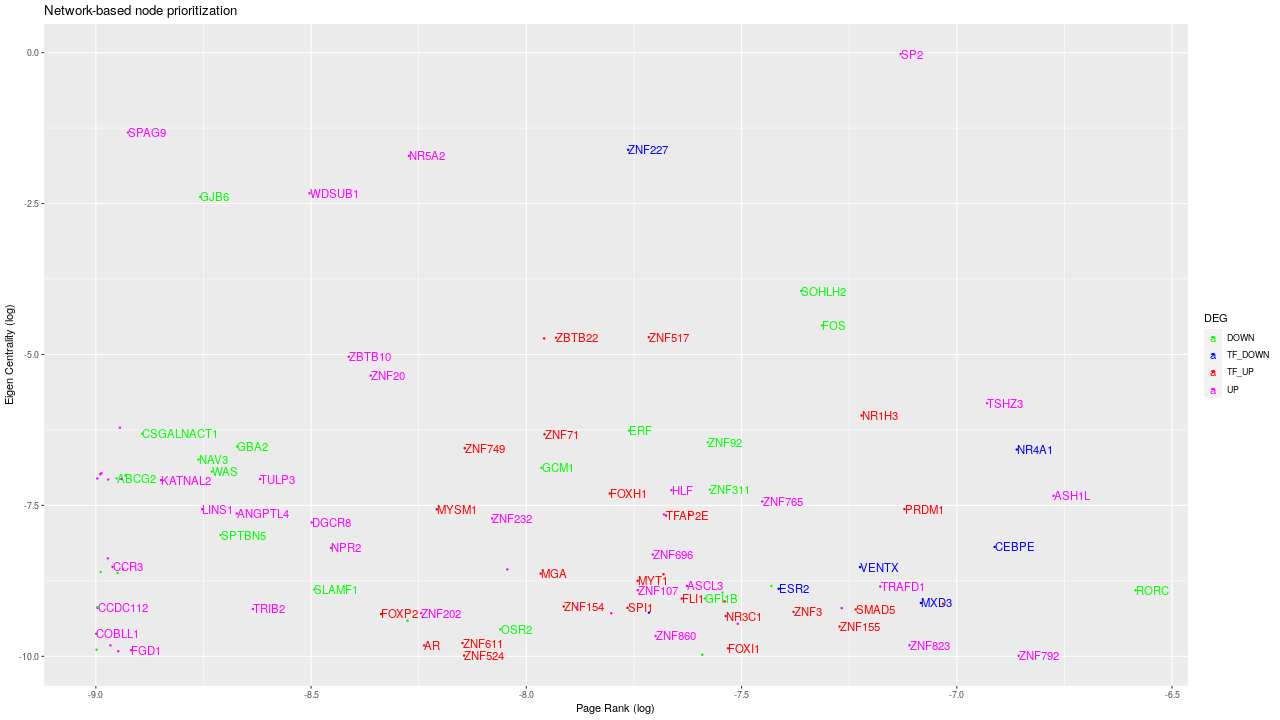 Network-based node prioritization
0.0
SP2
SPAG9
ZNF227
NR5A2
WDSUB1
GJB6
-2.5
SOHLH2
FOS
DEG
DOWN
TF_DOWN
TF_UP
UP
a
a
a
a
Eigen Centrality (log)
ZBTB22
ZNF517
-5.0
ZBTB10
ZNF20
TSHZ3
NR1H3
CSGALNACT1
ERF
ZNF71
ZNF92
GBA2
ZNF749
NR4A1
NAV3
GCM1
WAS
ABCG2
KATNAL2
TULP3
HLF
ZNF311
FOXH1
ASH1L
ZNF765
-7.5
LINS1
ANGPTL4
MYSM1
PRDM1
TFAP2E
ZNF232
DGCR8
SPTBN5
NPR2
CEBPE
ZNF696
CCR3
VENTX
MGA
MYT1
ASCL3
TRAFD1
SLAMF1
ZNF107
ESR2
RORC
FLI1
GFI1B
MXD3
CCDC112
TRIB2
ZNF154
SPI1
SMAD5
ZNF3
FOXP2
ZNF202
NR3C1
OSR2
ZNF155
COBLL1
ZNF860
ZNF611
AR
ZNF823
FOXI1
FGD1
ZNF524
ZNF792
-10.0
-9.0
-8.5
-8.0
-7.5
-7.0
-6.5
Page Rank (log)